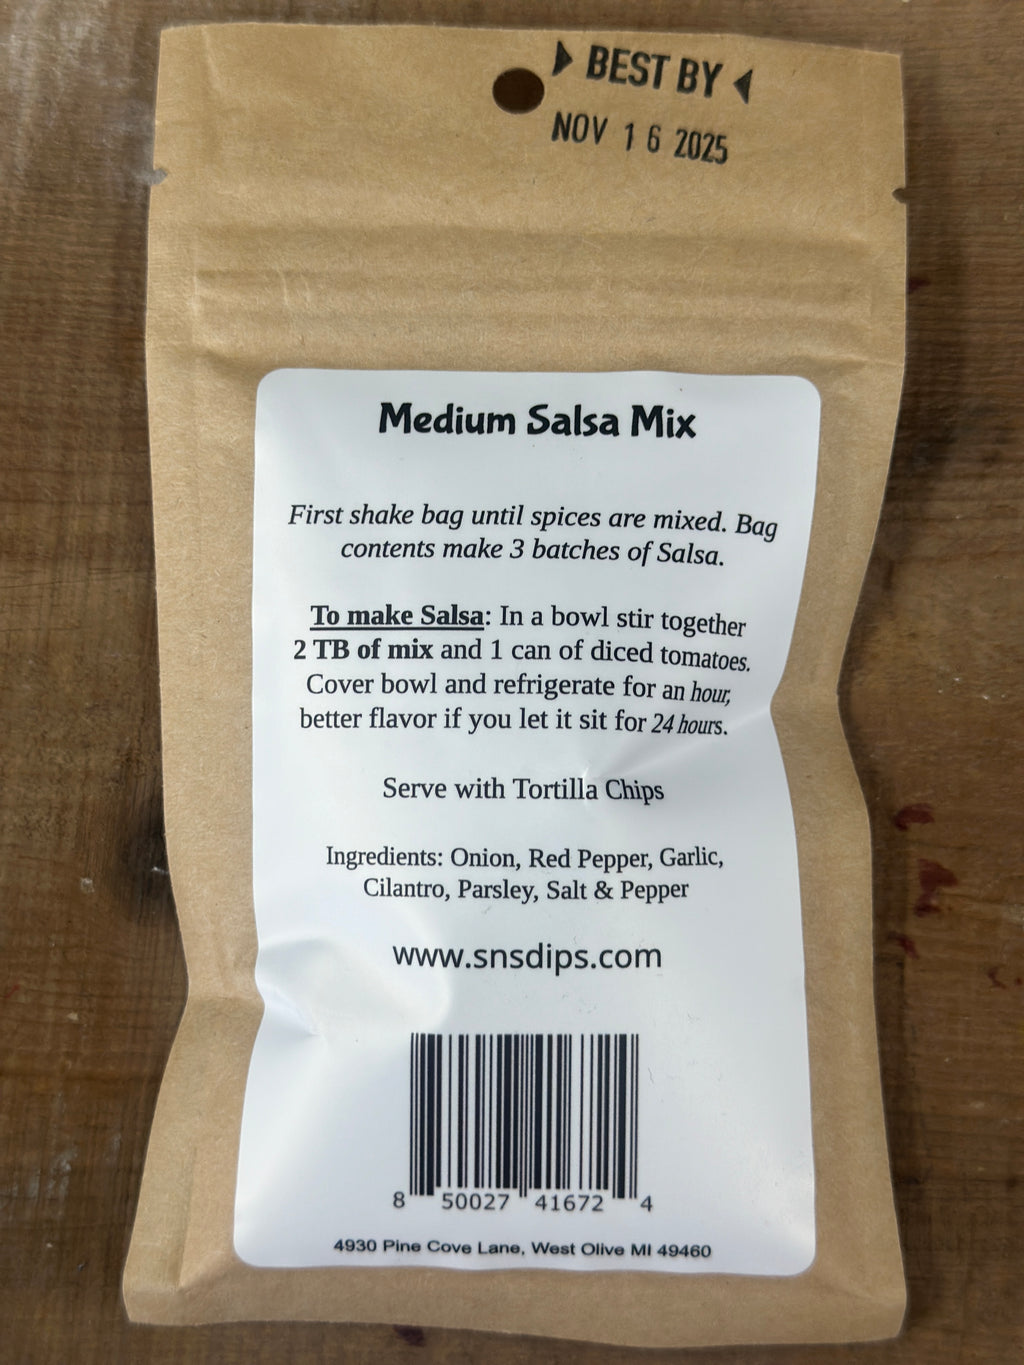 BEST BY
NOV 16 2025
Medium Salsa Mix
First shake bag until spices are mixed. Bag
contents make 3 batches of Salsa.
To make Salsa: In a bowl stir together
2 TB of mix and 1 can of diced tomatoes.
Cover bowl and refrigerate for an hour,
better flavor if you let it sit for 24 hours.
Serve with Tortilla Chips
Ingredients: Onion, Red Pepper, Garlic,
Cilantro, Parsley, Salt & Pepper
www.snsdips.com
8 50027 41672 4
4930 Pine Cove Lane, West Olive MI 49460